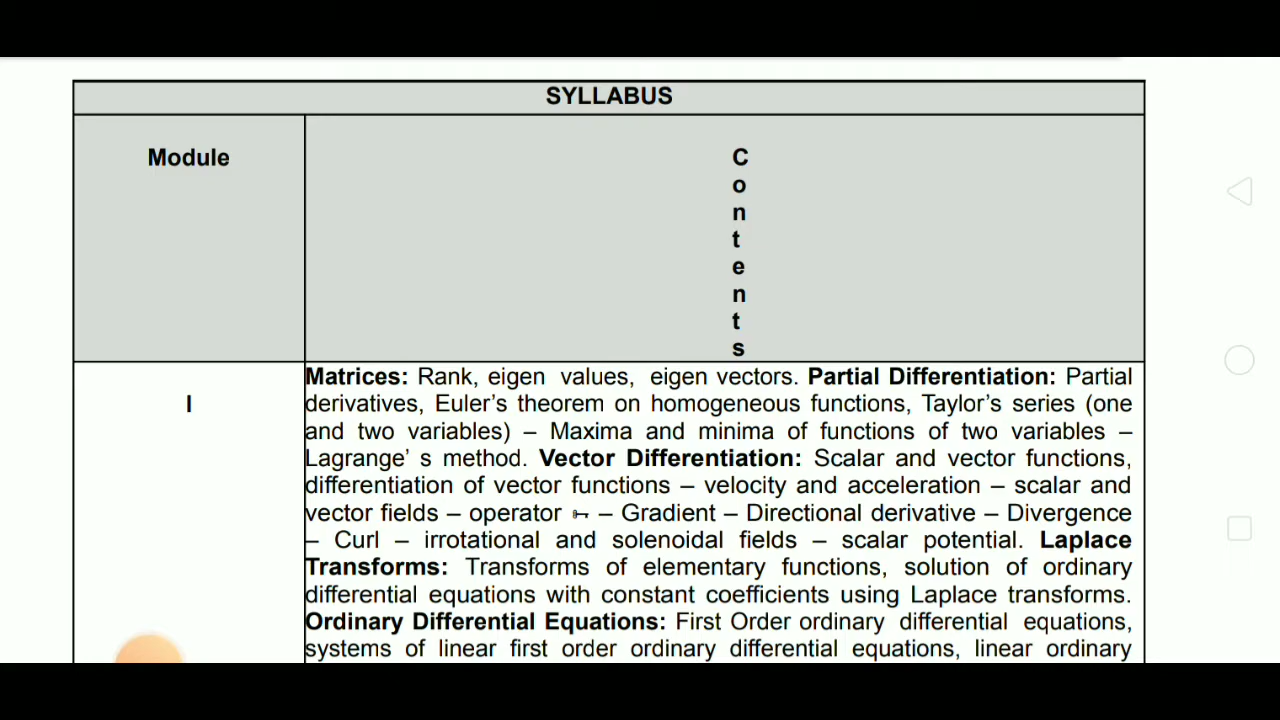 SYLLABUS
Module
C
o
n
t
e
n
t
s
I
Matrices: Rank, eigen values, eigen vectors. Partial Differentiation: Partial
derivatives, Euler’s theorem on homogeneous functions, Taylor’s series (one
and two variables) – Maxima and minima of functions of two variables –
Lagrange’ s method. Vector Differentiation: Scalar and vector functions,
differentiation of vector functions – velocity and acceleration – scalar and
vector fields – operator – Gradient – Directional derivative – Divergence
– Curl – irrotational and solenoidal fields – scalar potential. Laplace
Transforms: Transforms of elementary functions, solution of ordinary
differential equations with constant coefficients using Laplace transforms.
Ordinary Differential Equations: First Order ordinary differential equations,
systems of linear first order ordinary differential equations, linear ordinary